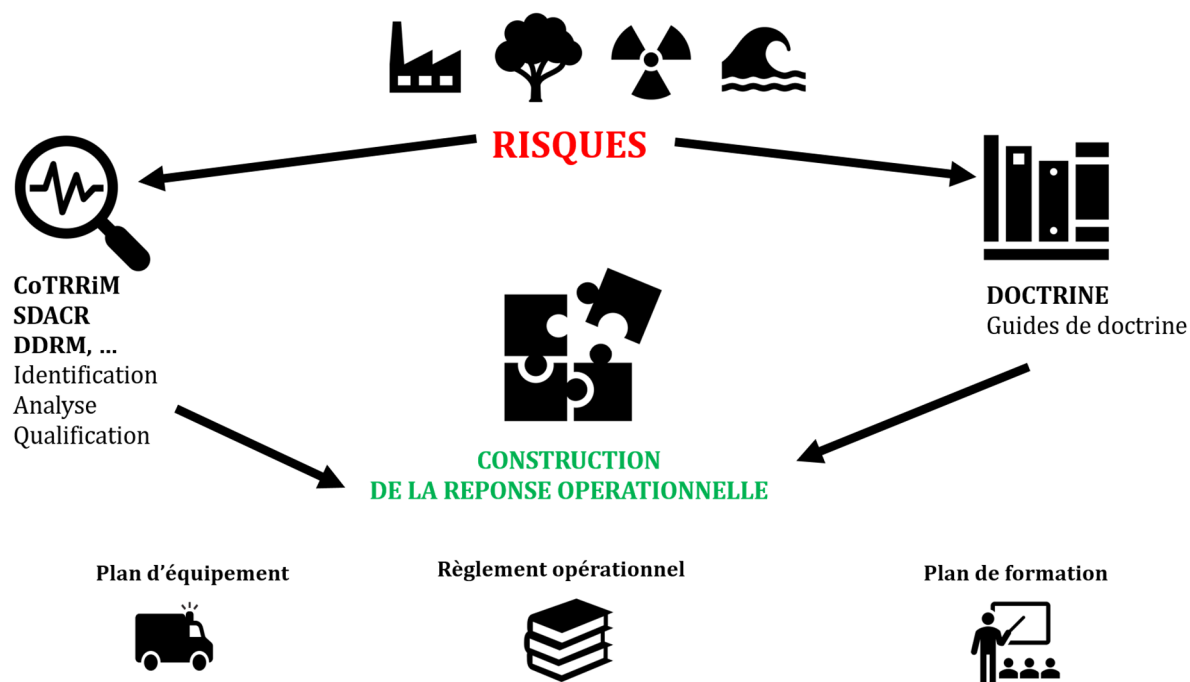 RISQUES
CoTRRiM
SDACR
DDRM, ...
Identification
Analyse
Qualification
DOCTRINE
Guides de doctrine
CONSTRUCTION
DE LA REPONSE OPERATIONNELLE
Plan d’équipement
Règlement opérationnel
Plan de formation